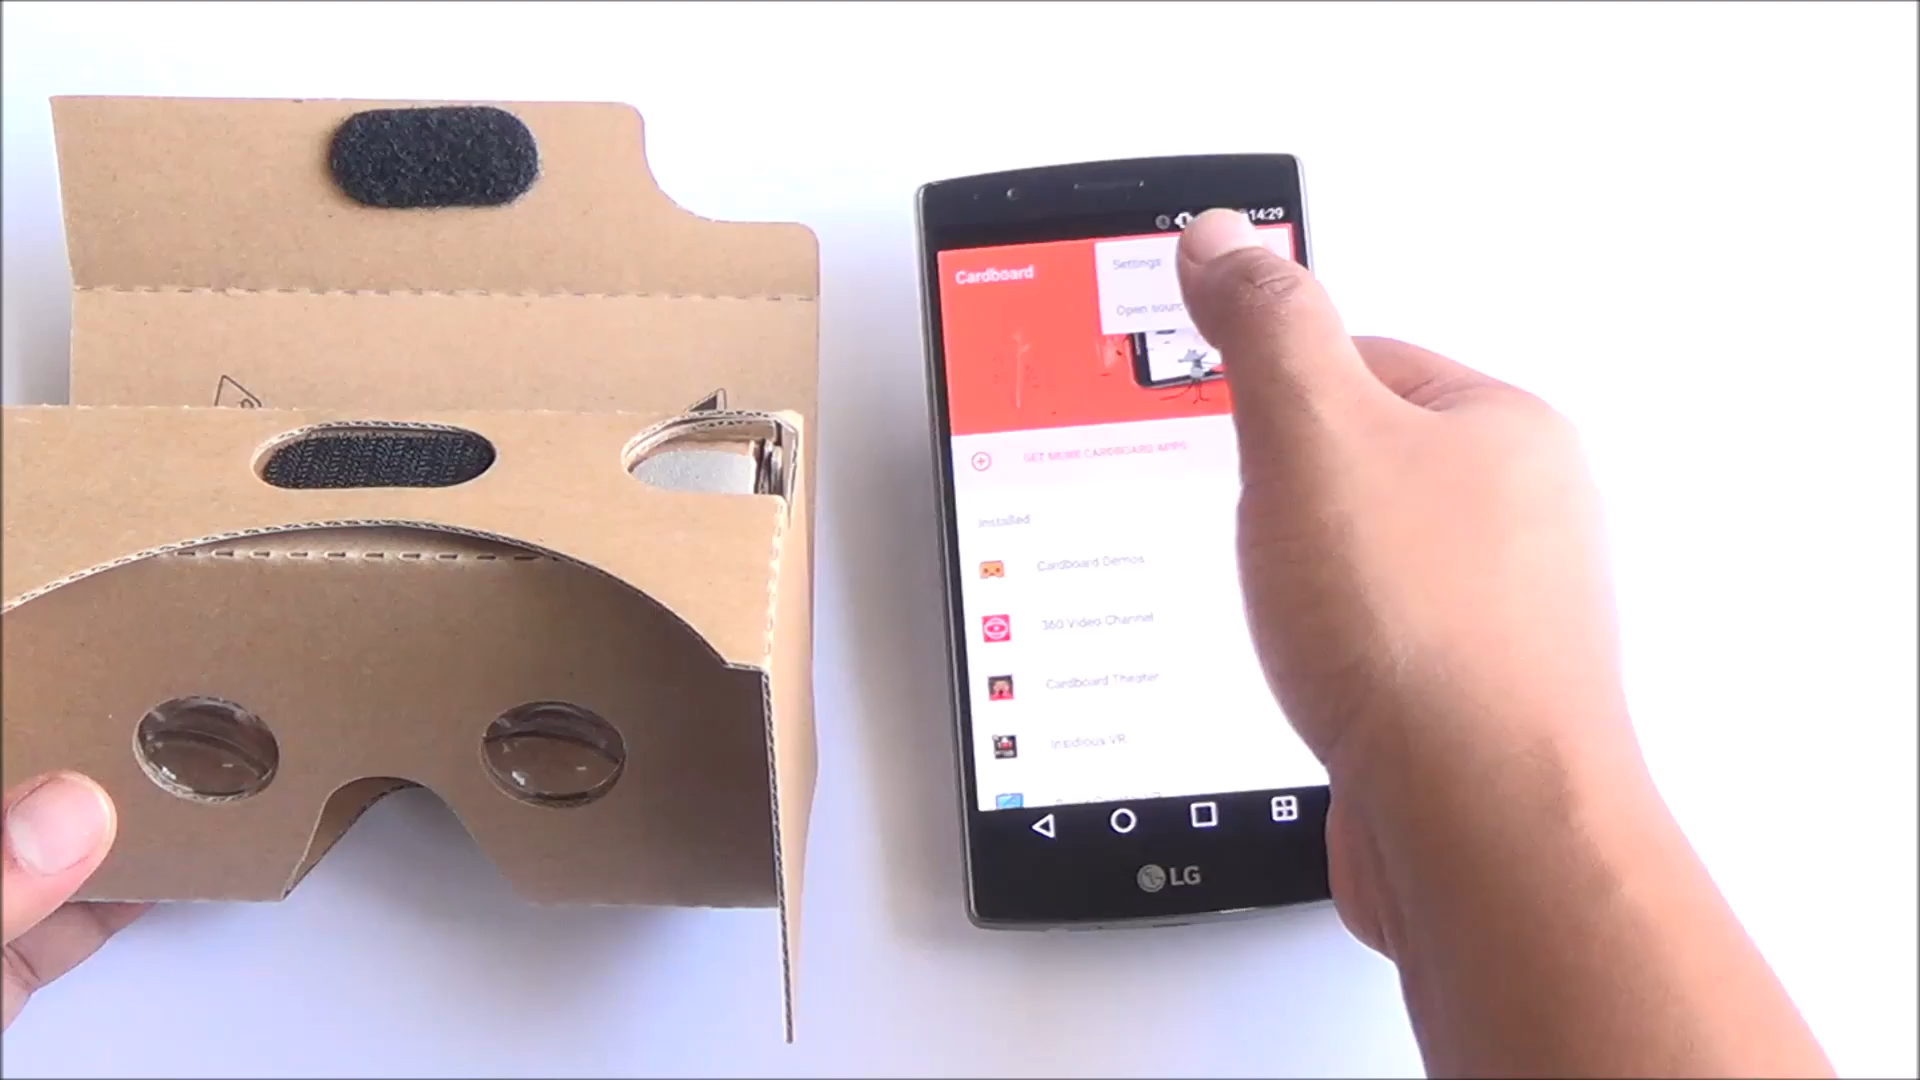 14:29
Settings
Cardboard
Open
GET MORE CARDBOARD APPS
Installed
Cardboard Demos
360 Video Channel
Cardboard Theater
Insidious VR
LG